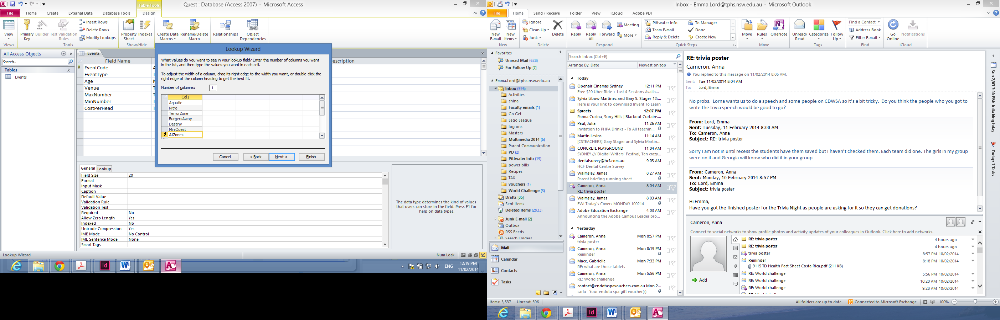 Quest : Database (Access 2007) - Microsoft Access
Table Tools
File Home Create External Data Database Tools Design
View
Primary Key
Builder
Test Validation Rules
Insert Rows
Delete Rows
Modify Lookups
Property Sheet
Indexes
Create Data Macros
Rename/Delete Macro
Relationships
Object Dependencies
Views
Tools
Show/Hide
All Access Objects
Search...
Tables
Events
Events
Field Name
Description
EventCode
EventType
Age
Venue
MaxNumber
MinNumber
CostPerHead
Lookup Wizard
What values do you want to see in your lookup field? Enter the number of columns you want
in the list, and then type the values you want in each cell.
To adjust the width of a column, drag its right edge to the width you want, or double-click the
right edge of the column heading to get the best fit.
Number of columns: 1
Col1
Aquatic
Nitro
TerrorZone
BurgersAway
Destiny
MiniQuest
AllZones
Cancel < Back Next > Finish
General Lookup
Field Size 20
Format
Input Mask
Caption
Default Value
Validation Rule
Validation Text
Required No
Allow Zero Length Yes
Indexed No
Unicode Compression Yes
IME Mode No Control
IME Sentence Mode None
Smart Tags
The data type determines the kind of values
that users can store in the field. Press F1 for
help on data types.
Lookup Wizard
Num Lock
ENG
12:19 PM
11/02/2014
Inbox - Emma.Lord@tphs.nsw.edu.au - Microsoft Outlook
File Home Send / Receive Folder View iCloud Adobe PDF
New E-mail
New Items
Ignore
Clean Up
Junk
Delete
Reply
Reply All
Forward
Meeting
More
Pittwater Info
Team E-mail
Reply & Delete
To Manager
Done
Create New
Move
Rules
OneNote
Unread/ Read
Categorize
Follow Up
Find a Contact
Address Book
Filter E-mail
Go Online
Notifications
New
Delete
Respond
Quick Steps
Move
Tags
Find
iCloud
Favorites
Unread Mail (628)
For Follow Up [7]
Emma.Lord@tphs.nsw.edu.au
Inbox (596)
Activities
china
Faculty emails (1)
Go Get
Lego League
log ons
Masters
Multimedia 2014 (6)
Parent Communication
PD (2)
Pittwater Info (19)
power bills
Recipes
TAX
vouchers (1)
World Challenge (3)
Drafts [85]
Sent Items
Deleted Items (2933)
Junk E-mail [2]
Outbox
RSS Feeds
Search Folders
Mail
Calendar
Contacts
Tasks
Search Inbox (Ctrl+E)
Arrange By: Date Newest on top
Today
Openair Cinemas Sydney 12:11 PM
Free $20 Uber Ride + Last 4 Sessions Availa...
Sylvia Libow Martinez and Gary S. Stager 12:...
Here is your link to download Invent To Learn
Spreets 12:07 PM
Parma Cucina, Surry Hills | Blackout Curtains...
Paul, Julia 11:26 AM
Invitation to PHPA Drinks - To All teachin...
Martin Levins 11:14 AM
[CSTEACHERS] Gary Stager and Sylvia Martin...
CONCRETE PLAYGROUND 11:04 AM
SYDNEY /// Digital Writers' Festival, Ten crazy...
dentalsurvey@hcf.com.au 9:03 AM
HCF Dental Centre Survey
Walmsley, James 8:27 AM
Parent briefing running sheet
Cameron, Anna 8:04 AM
RE: trivia poster
Walmsley, James 8:03 AM
FW: Today's Covers MONDAY 100214
Adobe Education Exchange 4:03 AM
Announcing the Adobe Campus Leader pro...
Yesterday
Cameron, Anna Mon 8:57 PM
trivia poster
Cameron, Anna Mon 8:19 PM
Reminder
Mace, Gabrielle Mon 7:33 PM
RE: what are those tablets
Cameron, Anna Mon 5:56 PM
RE: World challenge
contact@endotaspavouchers.com.au Mon 2...
carla - Your endota spa gift voucher(s)
RE: trivia poster
Cameron, Anna
You replied to this message on 11/02/2014 8:06 AM.
Sent: Tue 11/02/2014 8:04 AM
To: Lord, Emma
No probs. Lorna wants us to do a speech and some people on CDWSA so it's a bit tricky. Do you think the people who you got to
write the trivia speech would be good to go?
From: Lord, Emma
Sent: Tuesday, 11 February 2014 8:00 AM
To: Cameron, Anna
Subject: RE: trivia poster
Sorry I am not in until recess the students have them saved but I haven't checked them. Each team did one. The girls in my group
were on it and Georgia will know who did it in your group
From: Cameron, Anna
Sent: Monday, 10 February 2014 8:57 PM
To: Lord, Emma
Subject: trivia poster
Hi Emma,
Have you got the finished poster for the Trivia Night as people are asking for it so they can get donations?
Cameron, Anna
Connect to social networks to show profile photos and activity updates of your colleagues in Outlook. Click here to add networks.
Add
RE: trivia poster 4 hours ago
RE: trivia poster 4 hours ago
trivia poster 8:57 PM 10/02/2014
Reminder 8:18 PM 10/02/2014
9115 TD Health Fact Sheet Costa Rica.pdf (211 KB)
RE: World challenge 5:56 PM 10/02/2014
RE: World challenge 10:20 AM 10/02/2014
RE: World challenge 9:28 AM 10/02/2014
Sun 2/03 3:00 PM: Julia king bday
Today: 7 Tasks
Items: 3,537 Unread: 596
All folders are up to date. Connected to Microsoft Exchange 100%